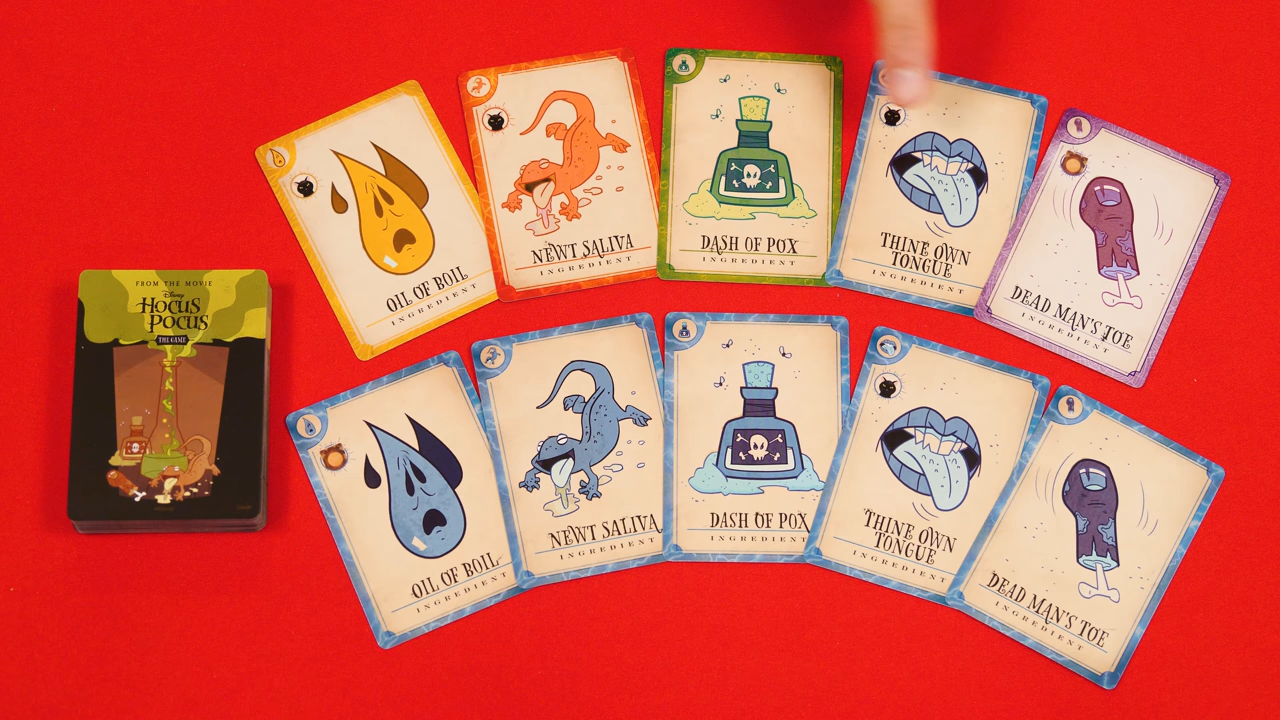 FROM THE MOVIE
Disney
HOCUS
POCUS
THE GAME
OIL OF BOIL
INGREDIENT
NEWT SALIVA
INGREDIENT
DASH OF POX
INGREDIENT
THINE OWN
TONGUE
INGREDIENT
DEAD MAN'S TOE
INGREDIENT
OIL OF BOIL
INGREDIENT
NEWT SALIVA
INGREDIENT
DASH OF POX
INGREDIENT
THINE OWN
TONGUE
INGREDIENT
DEAD MAN'S TOE
INGREDIENT